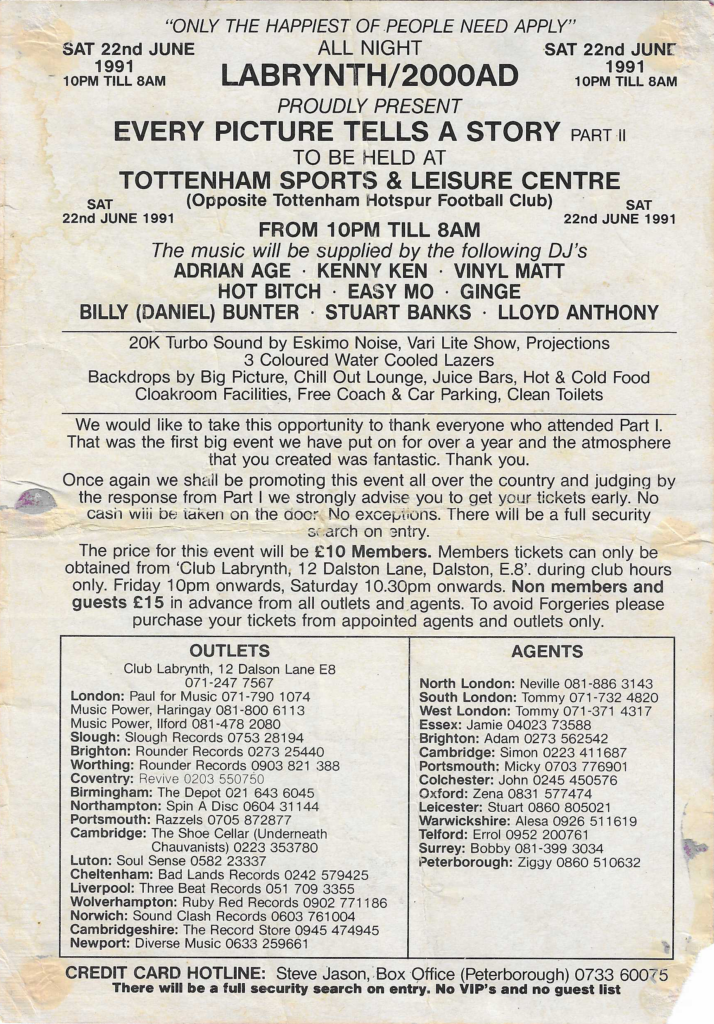 "ONLY THE HAPPIEST OF PEOPLE NEED APPLY"
SAT 22nd JUNE
1991
10PM TILL 8AM
ALL NIGHT
LABRYNTH/2000AD
SAT 22nd JUNE
1991
10PM TILL 8AM
PROUDLY PRESENT
EVERY PICTURE TELLS A STORY PART II
TO BE HELD AT
TOTTENHAM SPORTS & LEISURE CENTRE
(Opposite Tottenham Hotspur Football Club)
SAT
22nd JUNE 1991
SAT
22nd JUNE 1991
FROM 10PM TILL 8AM
The music will be supplied by the following DJ's
ADRIAN AGE · KENNY KEN · VINYL MATT
HOT BITCH · EASY MO · GINGE
BILLY (DANIEL) BUNTER · STUART BANKS · LLOYD ANTHONY
20K Turbo Sound by Eskimo Noise, Vari Lite Show, Projections
3 Coloured Water Cooled Lazers
Backdrops by Big Picture, Chill Out Lounge, Juice Bars, Hot & Cold Food
Cloakroom Facilities, Free Coach & Car Parking, Clean Toilets
We would like to take this opportunity to thank everyone who attended Part I.
That was the first big event we have put on for over a year and the atmosphere
that you created was fantastic. Thank you.
Once again we shall be promoting this event all over the country and judging by
the response from Part I we strongly advise you to get your tickets early. No
cash will be taken on the door. No exceptions. There will be a full security
search on entry.
The price for this event will be £10 Members. Members tickets can only be
obtained from 'Club Labrynth, 12 Dalston Lane, Dalston, E.8'. during club hours
only. Friday 10pm onwards, Saturday 10.30pm onwards. Non members and
guests £15 in advance from all outlets and agents. To avoid Forgeries please
purchase your tickets from appointed agents and outlets only.
OUTLETS
Club Labrynth, 12 Dalson Lane E8
071-247 7567
London: Paul for Music 071-790 1074
Music Power, Haringay 081-800 6113
Music Power, Ilford 081-478 2080
Slough: Slough Records 0753 28194
Brighton: Rounder Records 0273 25440
Worthing: Rounder Records 0903 821 388
Coventry: Revive 0203 550750
Birmingham: The Depot 021 643 6045
Northampton: Spin A Disc 0604 31144
Portsmouth: Razzels 0705 872877
Cambridge: The Shoe Cellar (Underneath
Chauvanists) 0223 353780
Luton: Soul Sense 0582 23337
Cheltenham: Bad Lands Records 0242 579425
Liverpool: Three Beat Records 051 709 3355
Wolverhampton: Ruby Red Records 0902 771186
Norwich: Sound Clash Records 0603 761004
Cambridgeshire: The Record Store 0945 474945
Newport: Diverse Music 0633 259661
AGENTS
North London: Neville 081-886 3143
South London: Tommy 071-732 4820
West London: Tommy 071-371 4317
Essex: Jamie 04023 73588
Brighton: Adam 0273 562542
Cambridge: Simon 0223 411687
Portsmouth: Micky 0703 776901
Colchester: John 0245 450576
Oxford: Zena 0831 577474
Leicester: Stuart 0860 805021
Warwickshire: Alesa 0926 511619
Telford: Errol 0952 200761
Surrey: Bobby 081-399 3034
Peterborough: Ziggy 0860 510632
CREDIT CARD HOTLINE: Steve Jason, Box Office (Peterborough) 0733 60075
There will be a full security search on entry. No VIP's and no guest list